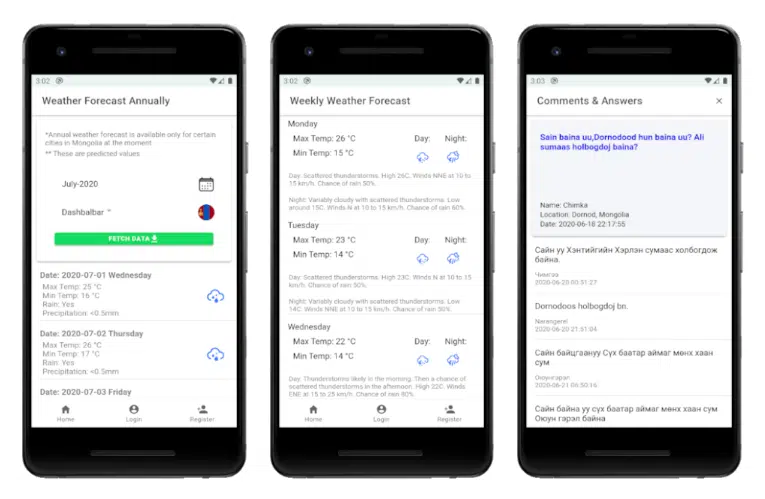 3:02
Weather Forecast Annually
*Annual weather forecast is available only for certain
cities in Mongolia at the moment
** These are predicted values
July-2020
Dashbalbar
FETCH DATA
Date: 2020-07-01 Wednesday
Max Temp: 25 °C
Min Temp: 16 °C
Rain: Yes
Precipitation: <0.5mm
Date: 2020-07-02 Thursday
Max Temp: 26 °C
Min Temp: 17 °C
Rain: Yes
Precipitation: <0.5mm
Date: 2020-07-03 Friday
Home Login Register
3:02
Weekly Weather Forecast
Monday
Max Temp: 26 °C Day: Night:
Min Temp: 15 °C
Day: Scattered thunderstorms. High 26C. Winds NNE at 10 to
15 km/h. Chance of rain 50%.
Night: Variably cloudy with scattered thunderstorms. Low
around 15C. Winds N at 10 to 15 km/h. Chance of rain 60%.
Tuesday
Max Temp: 23 °C Day: Night:
Min Temp: 14 °C
Day: Scattered thunderstorms. High 23C. Winds N at 10 to 15
km/h. Chance of rain 50%.
Night: Variably cloudy with scattered thunderstorms. Low
14C. Winds NNE at 10 to 15 km/h. Chance of rain
Wednesday
Max Temp: 22 °C Day: Night:
Min Temp: 14 °C
Day: Thunderstorms likely in the morning. Then a chance of
scattered thunderstorms in the afternoon. High 22C. Winds
ENE at 15 to 25 km/h. Chance of rain 80%.
Home Login Register
3:03
Comments & Answers ×
Sain baina uu,Dornodood hun baina uu? Ali
sumaas holbogdoj baina?
Name: Chimka
Location: Dornod, Mongolia
Date: 2020-06-18 22:17:55
Сайн уу Хэнтийгийн Хэрлэн сумаас холбогдож
байна.
Чимгаа
2020-06-20
Dornodoos holbogdoj bn.
Narangerel
2020-06-20 21:51:04
Сайн байцгаануу Сүх баатар аймаг мөнх хаан
сум
Оюунгэрэл
2020-06-21 06:50:16
Сайн байна уу сүх баатар аймаг мөнх хаан сум
Оюун гэрэл байна